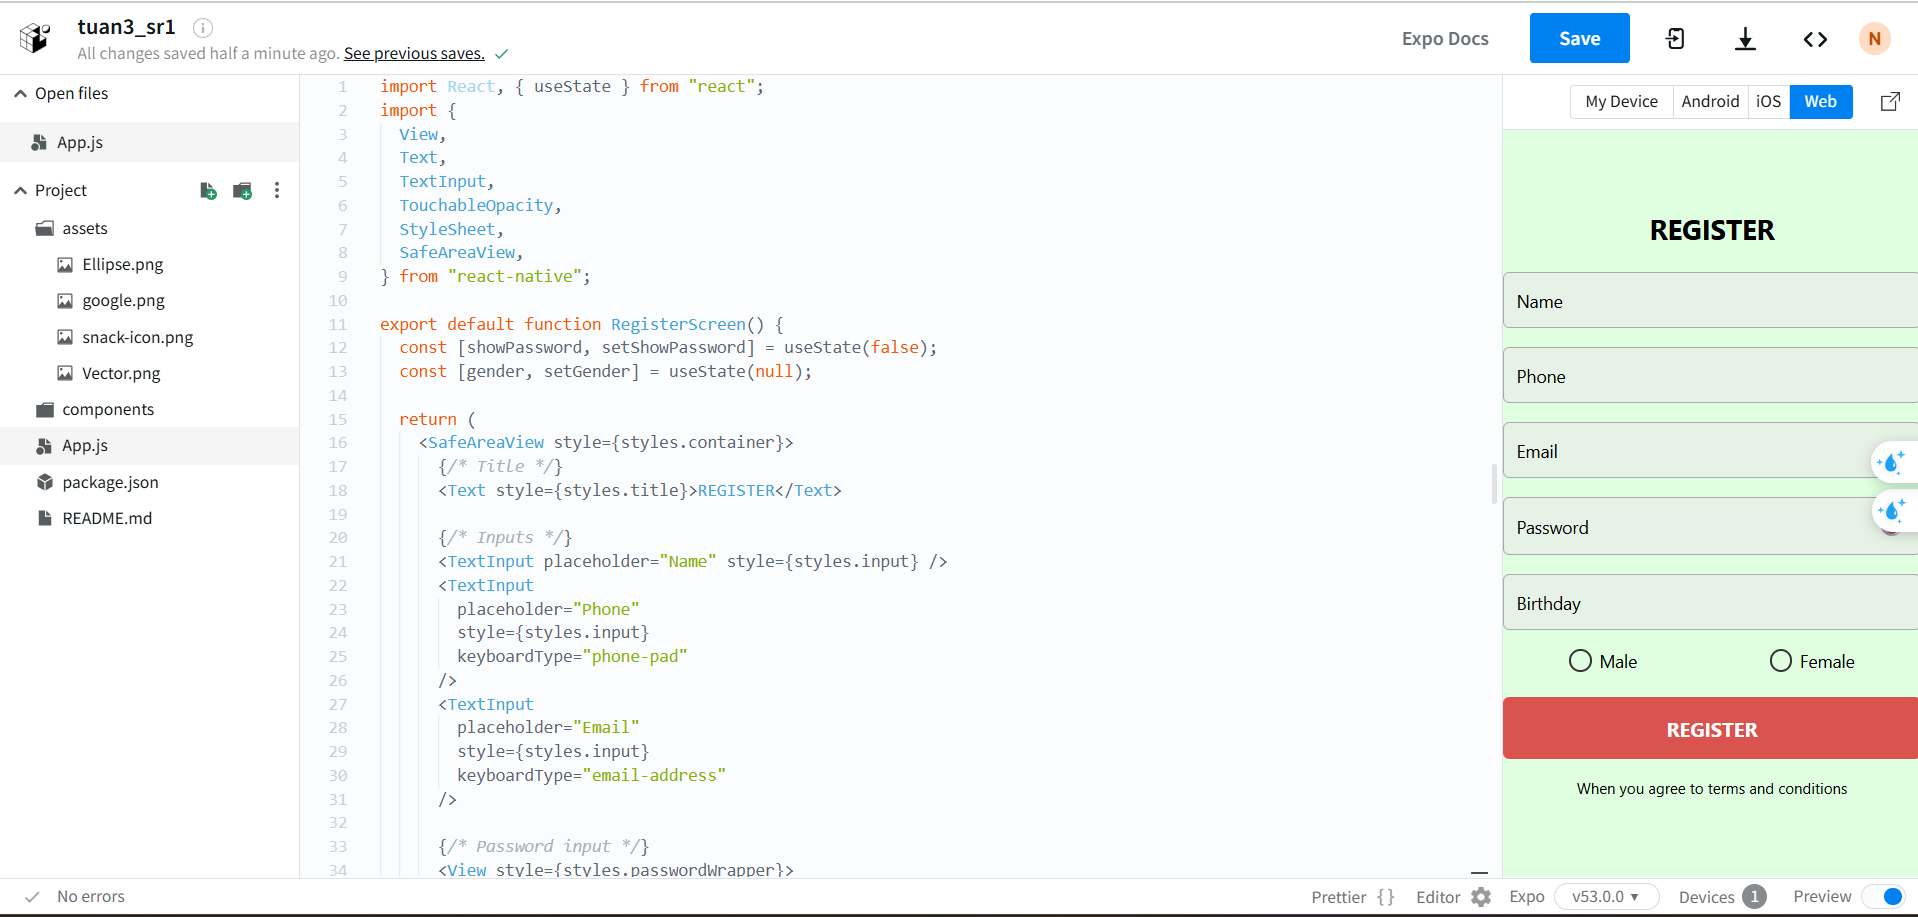 tuan3_sr1
All changes saved half a minute ago. See previous saves.
Expo Docs
Save
N
Open files
App.js
Project
assets
Ellipse.png
google.png
snack-icon.png
Vector.png
components
App.js
package.json
README.md
1 import React, { useState } from "react";
2 import {
3 View,
4 Text,
5 TextInput,
6 TouchableOpacity,
7 StyleSheet,
8 SafeAreaView,
9 } from "react-native";
10
11 export default function RegisterScreen() {
12 const [showPassword, setShowPassword] = useState(false);
13 const [gender, setGender] = useState(null);
14
15 return (
16 <SafeAreaView style={styles.container}>
17 {/* Title */}
18 <Text style={styles.title}>REGISTER</Text>
19
20 {/* Inputs */}
21 <TextInput placeholder="Name" style={styles.input} />
22 <TextInput
23 placeholder="Phone"
24 style={styles.input}
25 keyboardType="phone-pad"
26 />
27 <TextInput
28 placeholder="Email"
29 style={styles.input}
30 keyboardType="email-address"
31 />
32
33 {/* Password input */}
34 <View style={styles.passwordWrapper}>
My Device Android iOS Web
REGISTER
Name
Phone
Email
Password
Birthday
Male Female
REGISTER
When you agree to terms and conditions
No errors
Prettier { } Editor Expo v53.0.0 ▾ Devices 1 Preview